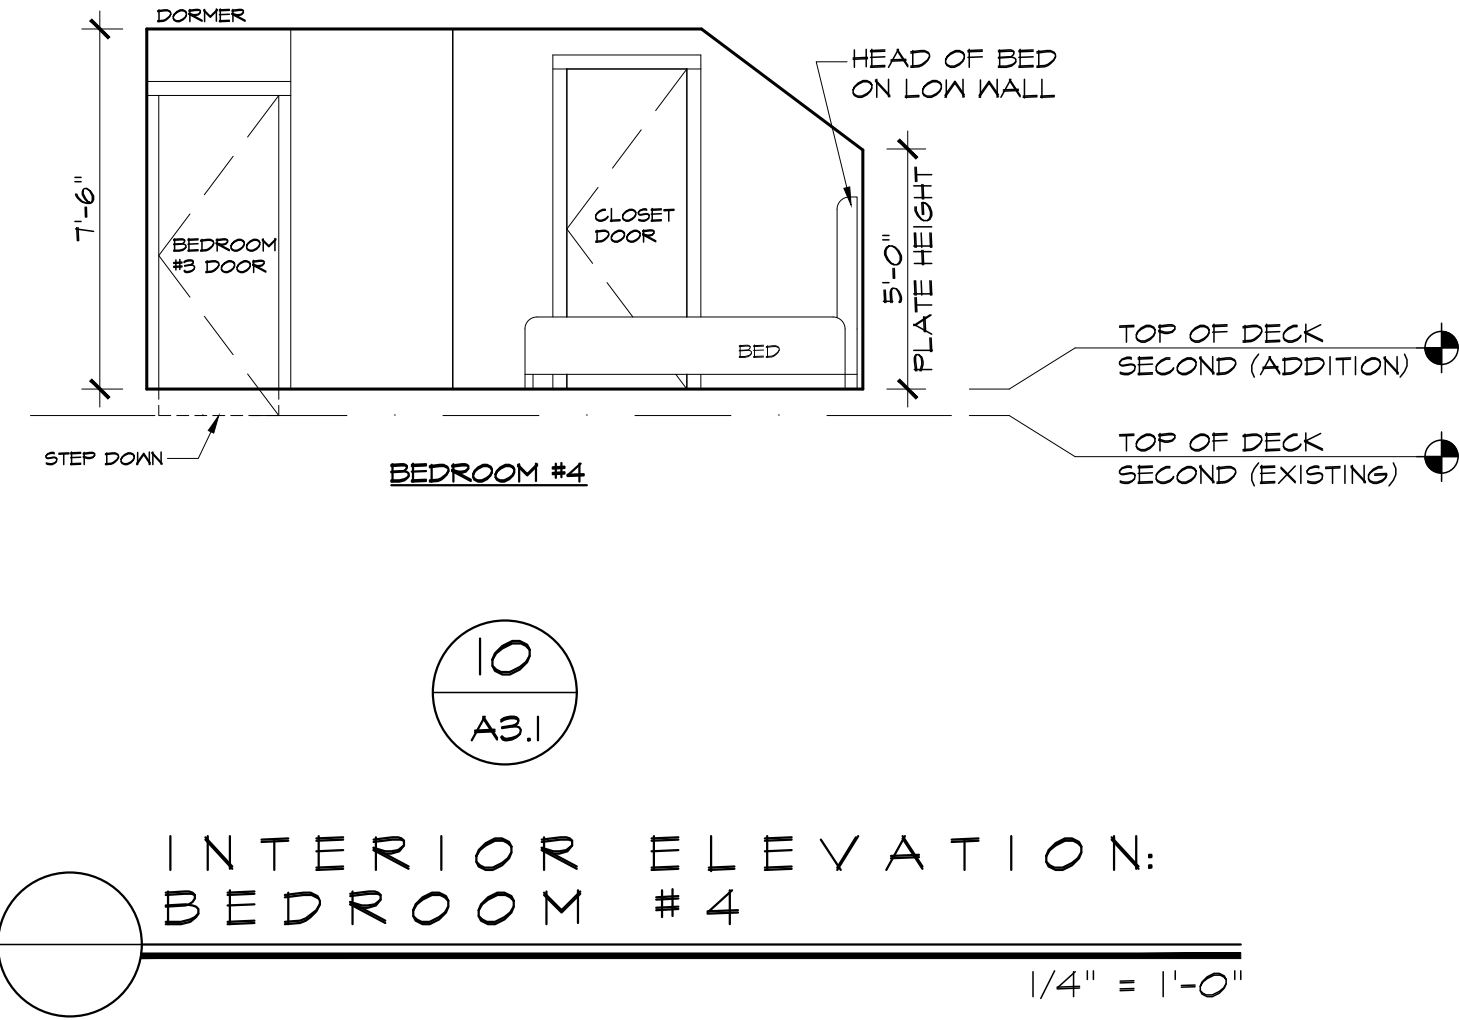 DORMER
HEAD OF BED
ON LOW WALL
7'-6"
BEDROOM
#3 DOOR
CLOSET
DOOR
BED
5'-0"
PLATE HEIGHT
TOP OF DECK
SECOND (ADDITION)
TOP OF DECK
SECOND (EXISTING)
STEP DOWN
BEDROOM #4
10
A3.1
INTERIOR ELEVATION:
BEDROOM #4
1/4" = 1'-0"